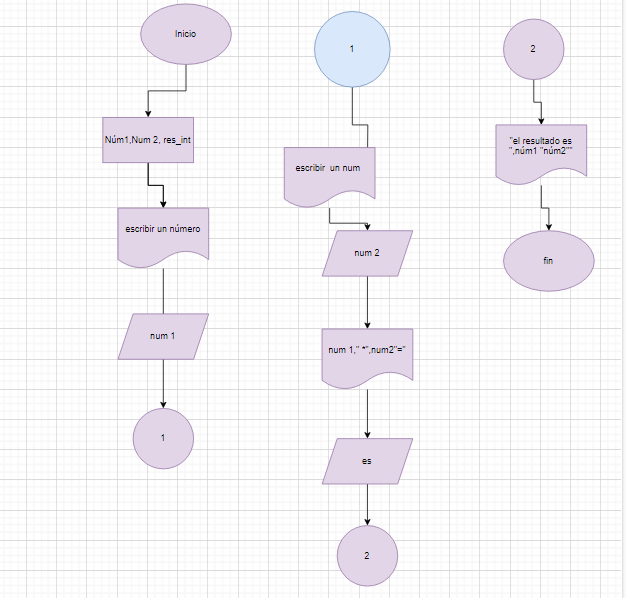 Inicio
Núm1,Num 2, res_int
escribir un número
num 1
1
1
escribir un num
num 2
num 1," *",num2"="
es
2
2
"el resultado es
",núm1 "núm2""
fin